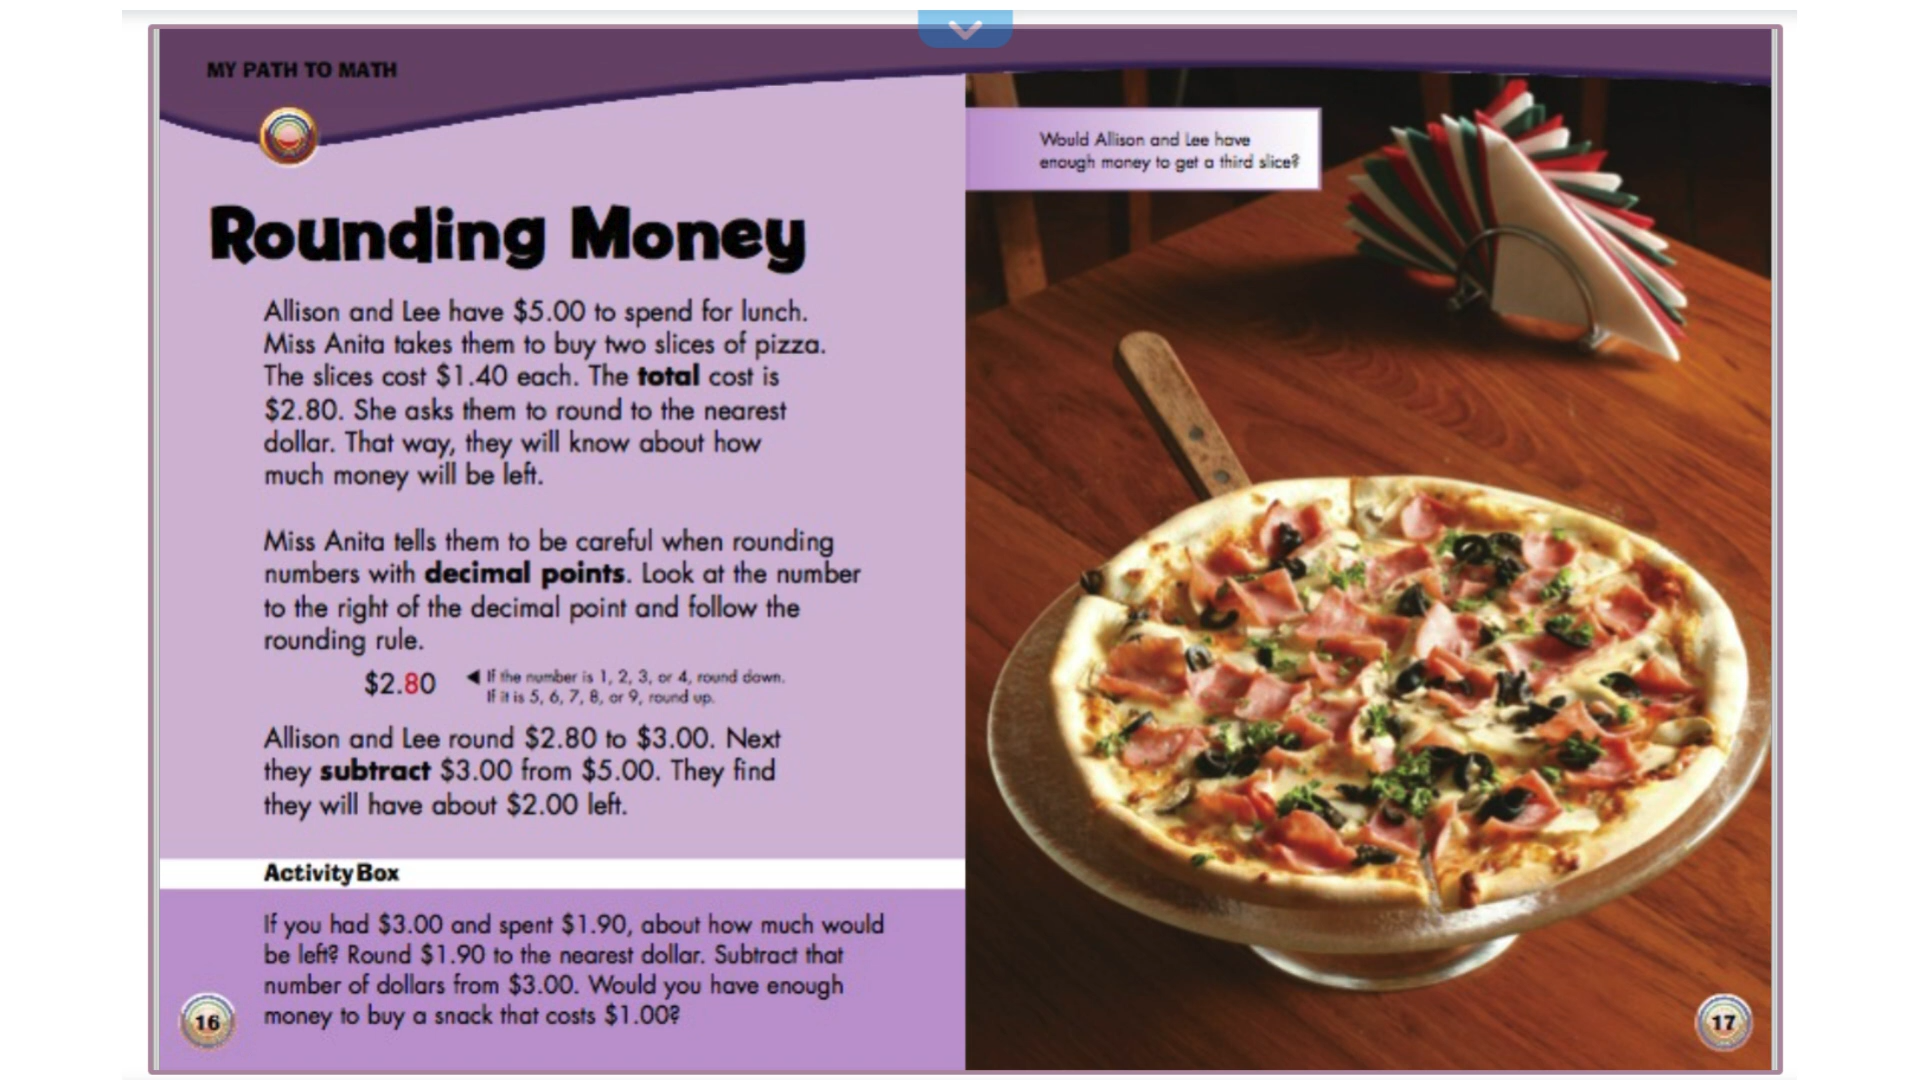 MY PATH TO MATH
Rounding Money
Allison and Lee have $5.00 to spend for lunch.
Miss Anita takes them to buy two slices of pizza.
The slices cost $1.40 each. The total cost is
$2.80. She asks them to round to the nearest
dollar. That way, they will know about how
much money will be left.
Miss Anita tells them to be careful when rounding
numbers with decimal points. Look at the number
to the right of the decimal point and follow the
rounding rule.
$2.80
If the number is 1, 2, 3, or 4, round down.
If it is 5, 6, 7, 8, or 9, round up.
Allison and Lee round $2.80 to $3.00. Next
they subtract $3.00 from $5.00. They find
they will have about $2.00 left.
Activity Box
If you had $3.00 and spent $1.90, about how much would
be left? Round $1.90 to the nearest dollar. Subtract that
number of dollars from $3.00. Would you have enough
money to buy a snack that costs $1.00?
16
Would Allison and Lee have
enough money to get a third slice?
17